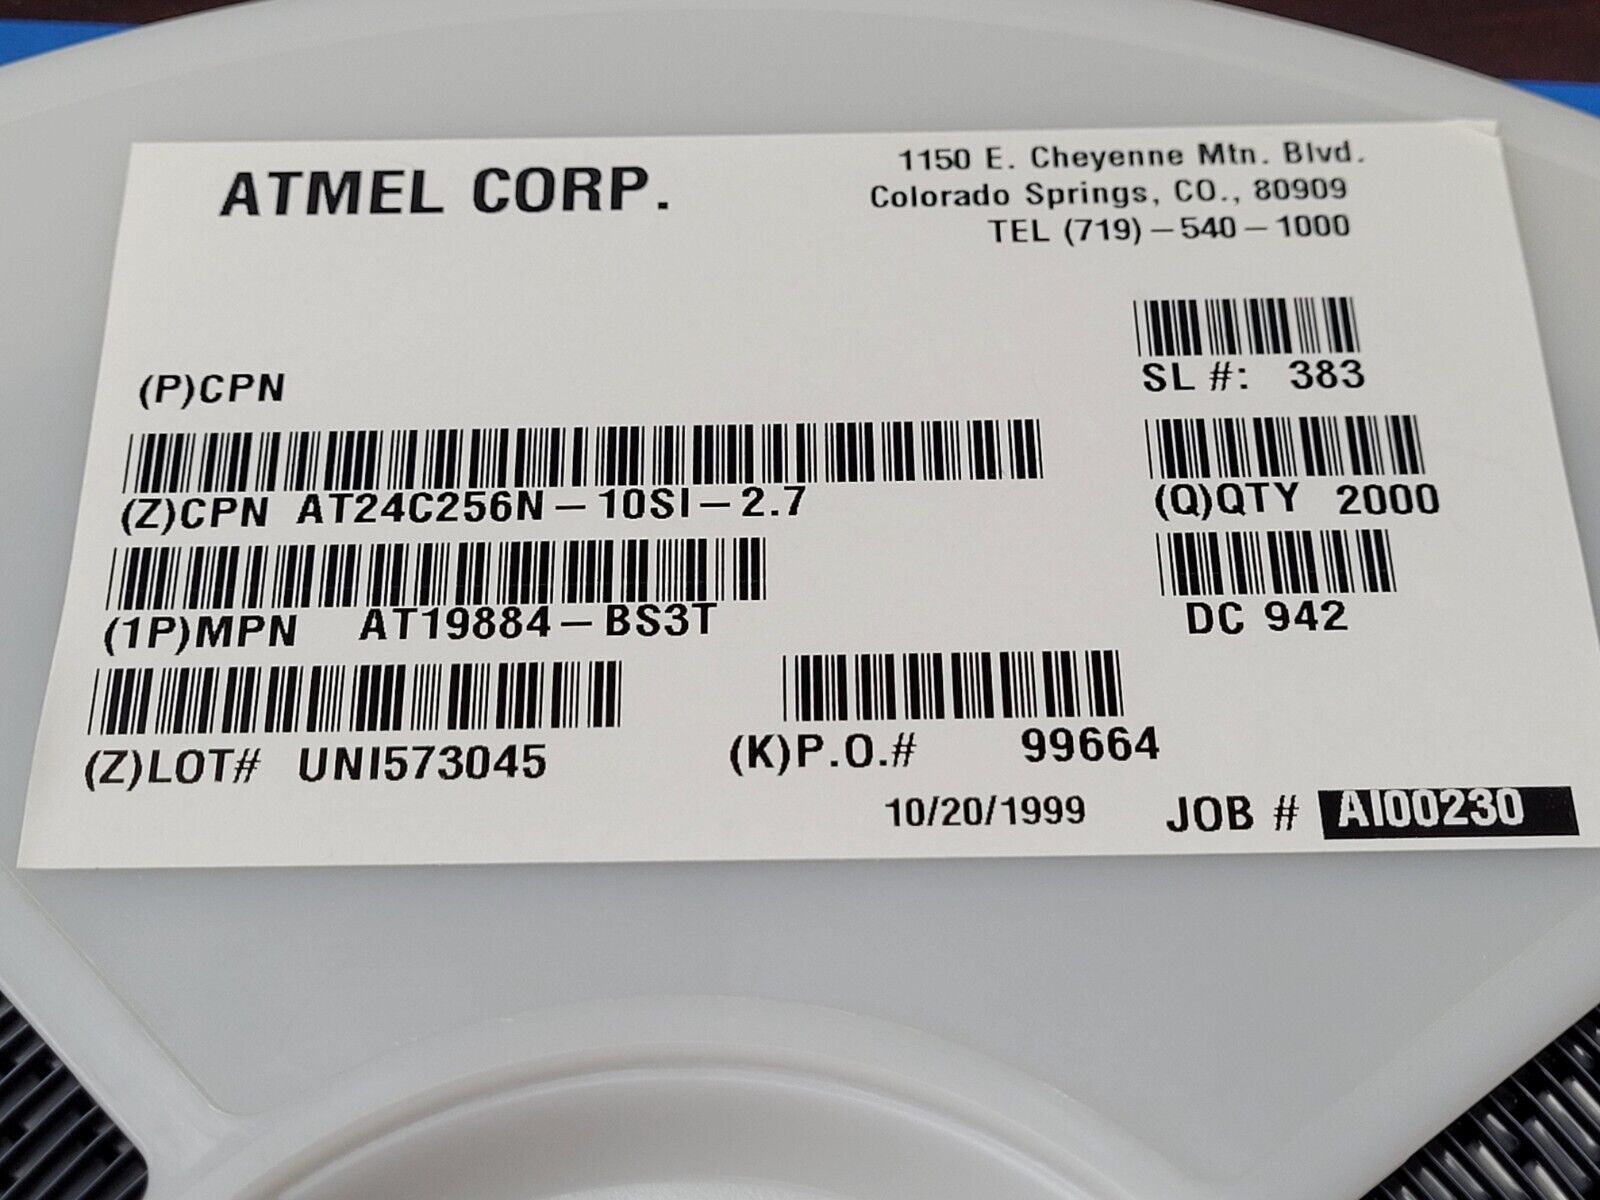 ATMEL CORP.
1150 E. Cheyenne Mtn. Blvd.
Colorado Springs, CO., 80909
TEL (719)-540-1000
SL #: 383
(P)CPN
(Z)CPN AT24C256N-10SI-2.7
(Q)QTY 2000
(1P)MPN AT19884-BS3T
DC 942
(Z)LOT# UNI573045
(K)P.O.# 99664
10/20/1999 JOB # AI00230